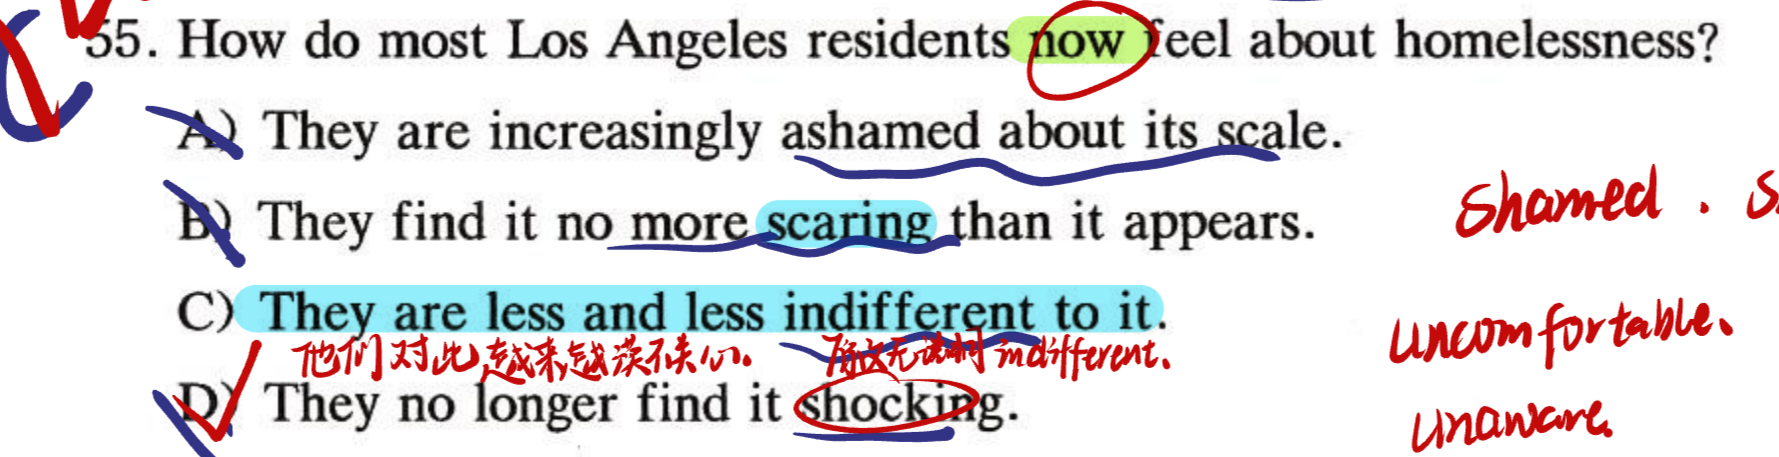 55. How do most Los Angeles residents now feel about homelessness?
A) They are increasingly ashamed about its scale.
B) They find it no more scaring than it appears.
shamed.
C) They are less and less indifferent to it.
uncomfortable.
他们对此越来越漠不关心。 indifferent.
D) They no longer find it shocking.
unaware.